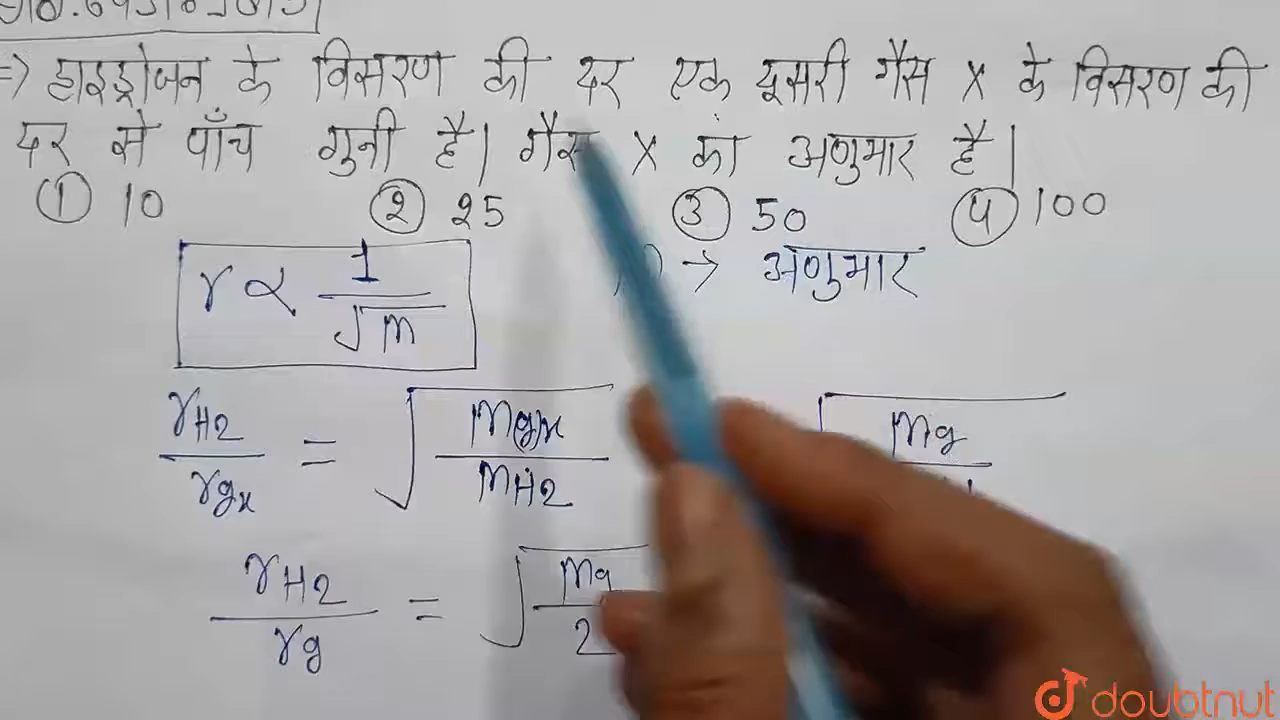 ⇒ हाइड्रोजन के विसरण की दर एक दूसरी गैस X के विसरण की
दर से पाँच गुनी है। गैस X का अणुभार है।
① 10 ② 25 ③ 50 ④ 100
r ∝ 1/√m
→ अणुभार
rH2/rgx = √(Mgx/MH2)
√(Mg/
rH2/rg = √(Mg/2
doubtnut